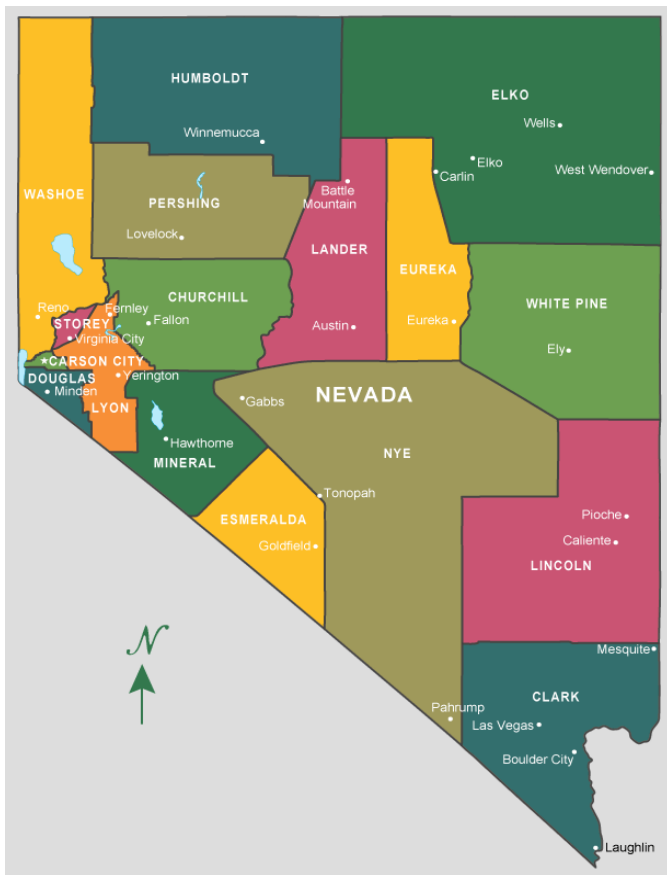 HUMBOLDT
ELKO
Wells
Winnemucca
Elko
Carlin
West Wendover
WASHOE
Battle
Mountain
PERSHING
Lovelock
LANDER
EUREKA
CHURCHILL
WHITE PINE
Reno
Fernley
STOREY
Fallon
Eureka
Austin
Virginia City
Ely
CARSON CITY
DOUGLAS
Yerington
Minden
NEVADA
Gabbs
LYON
Hawthorne
NYE
MINERAL
Tonopah
ESMERALDA
Pioche
Goldfield
Caliente
LINCOLN
N
Mesquite
CLARK
Pahrump
Las Vegas
Boulder City
Laughlin